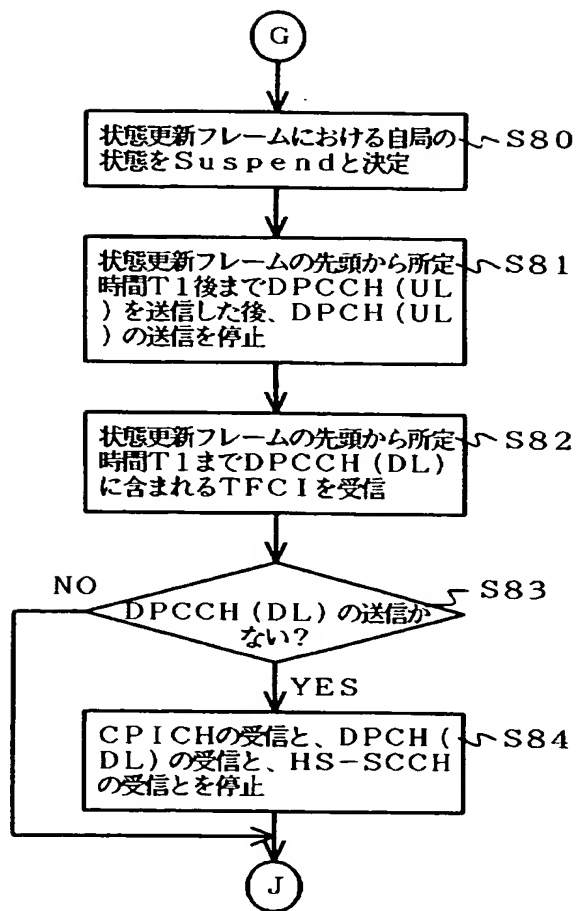 G
状態更新フレームにおける自局の
状態をSuspendと決定
S80
状態更新フレームの先頭から所定
時間T1後までDPCCH(UL
)を送信した後、DPCH(UL
)の送信を停止
S81
状態更新フレームの先頭から所定
時間T1までDPCCH(DL)
に含まれるTFCIを受信
S82
NO
DPCCH(DL)の送信か
ない?
S83
YES
CPICHの受信と、DPCH(
DL)の受信と、HS-SCCH
の受信とを停止
S84
J